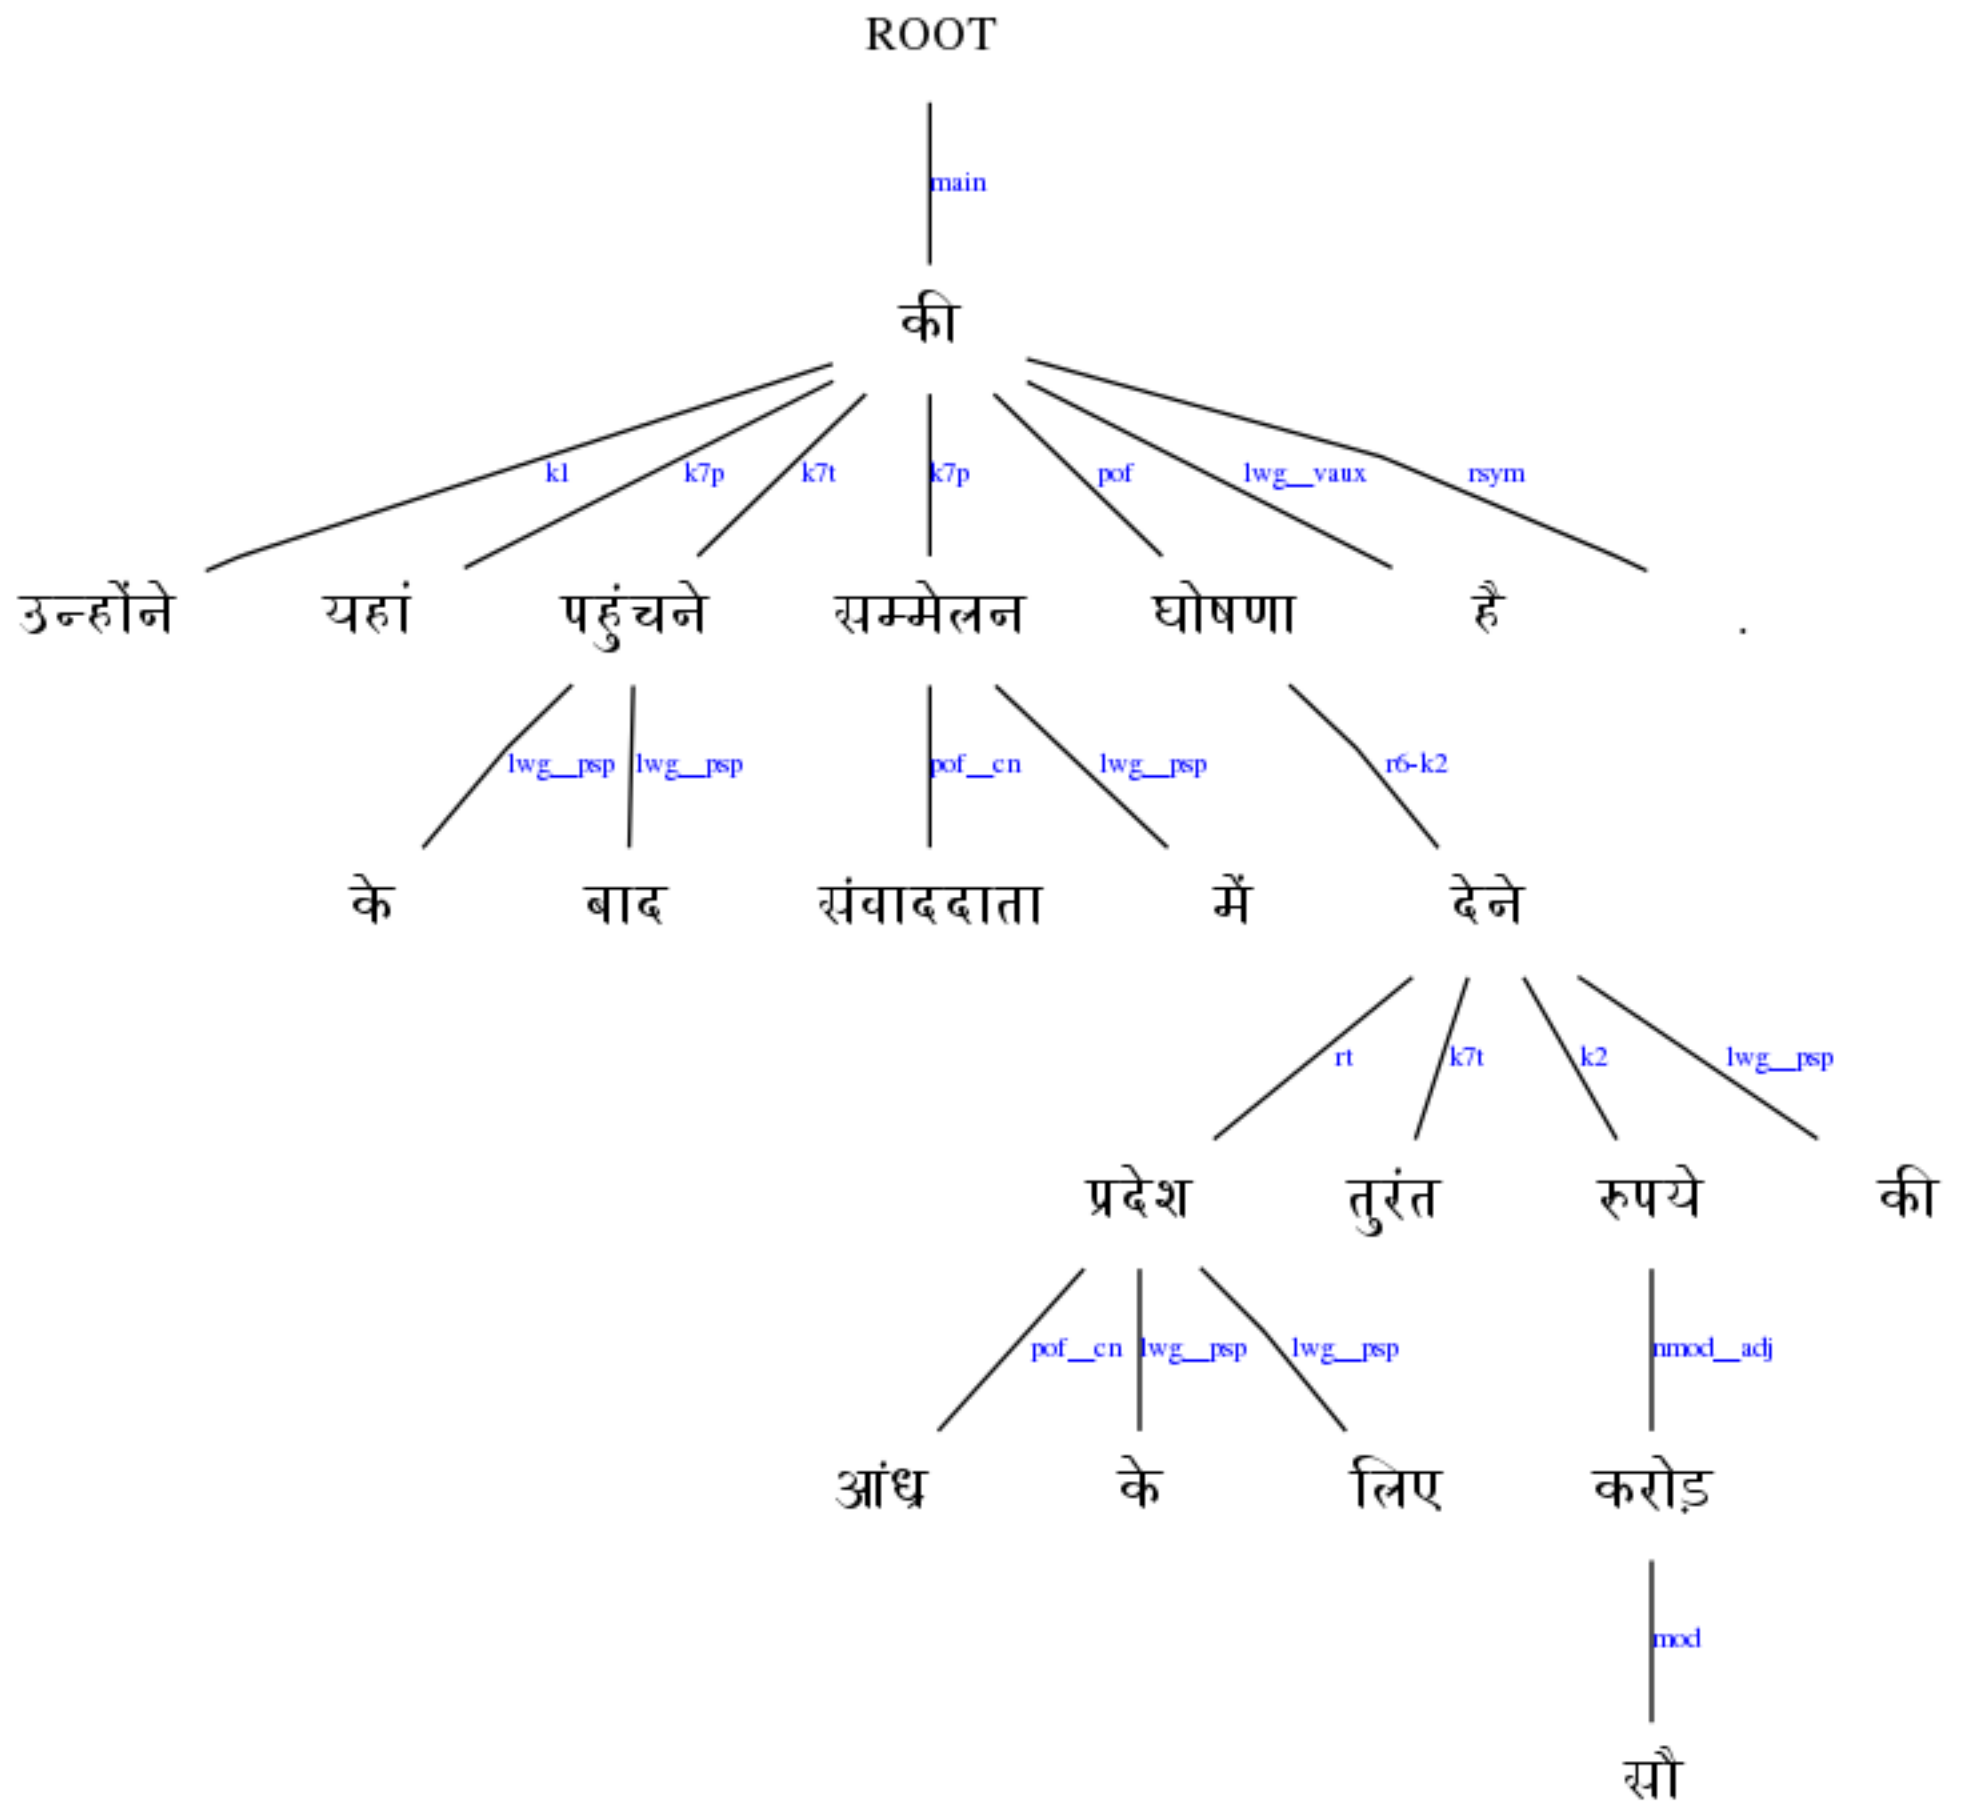 ROOT
main
की
k1 k7p k7t k7p pof lwg__vaux rsym
उन्होंने यहां पहुंचने सम्मेलन घोषणा है .
lwg__psp lwg__psp pof__cn lwg__psp r6-k2
के बाद संवाददाता में देने
rt k7t k2 lwg__psp
प्रदेश तुरंत रुपये की
pof__cn lwg__psp lwg__psp nmod__adj
आंध्र के लिए करोड़
mod
सौ